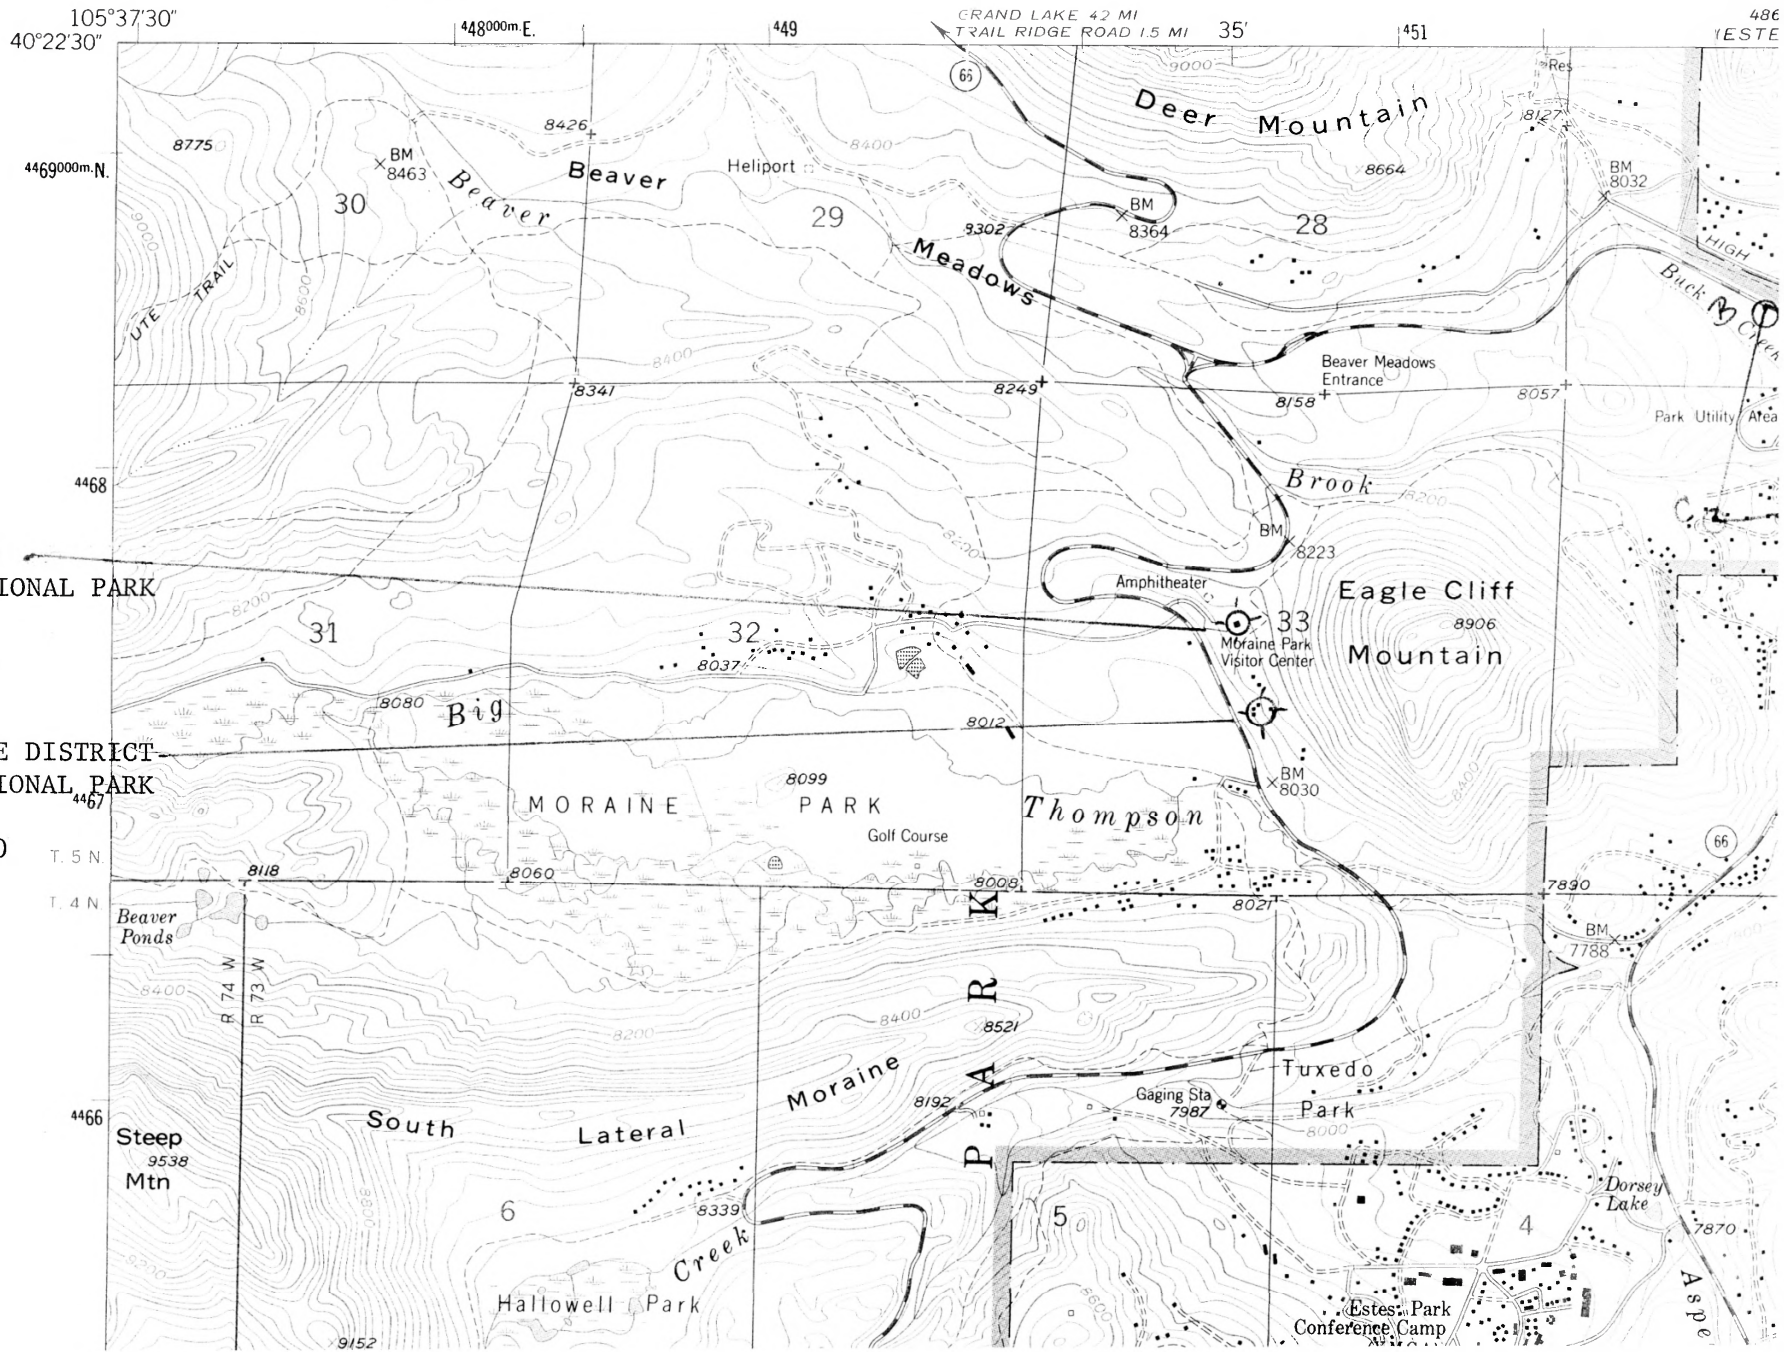 105°37'30"
40°22'30"
448000m.E.
449
GRAND LAKE 42 MI
TRAIL RIDGE ROAD 1.5 MI
35'
451
486
(ESTE
66
9000
Res
Deer Mountain
8775
8426
8400
8127
4469000m.N.
BM
8463
Beaver
Beaver
Heliport
8664
BM
8032
30
29
BM
8364
28
9000
8302
Meadows
HIGH
UTE TRAIL
8600
Buck
Creek
B
8400
Beaver Meadows
Entrance
8341
8249
8158
8057
Park Utility Area
4468
Brook
8200
C
BM
8223
8200
IONAL PARK
Amphitheater
Eagle Cliff
8906
Mountain
8200
31
32
33
Moraine Park
Visitor Center
8037
8080
Big
8012
E DISTRICT
IONAL PARK
4467
8099
BM
8030
8400
MORAINE PARK
Thompson
Golf Course
66
T. 5 N.
8118
8060
8008
7890
T. 4 N
8021
Beaver
Ponds
BM
7788
R 74 W
R 73 W
8400
8200
8400
8521
PARK
Moraine
Tuxedo
Park
8000
Gaging Sta
7987
8192
4466
South Lateral
Steep
9538
Mtn
8339
6
5
4
Dorsey
Lake
7870
Creek
8600
Hallowell Park
Estes Park
Conference Camp
Aspe
9152